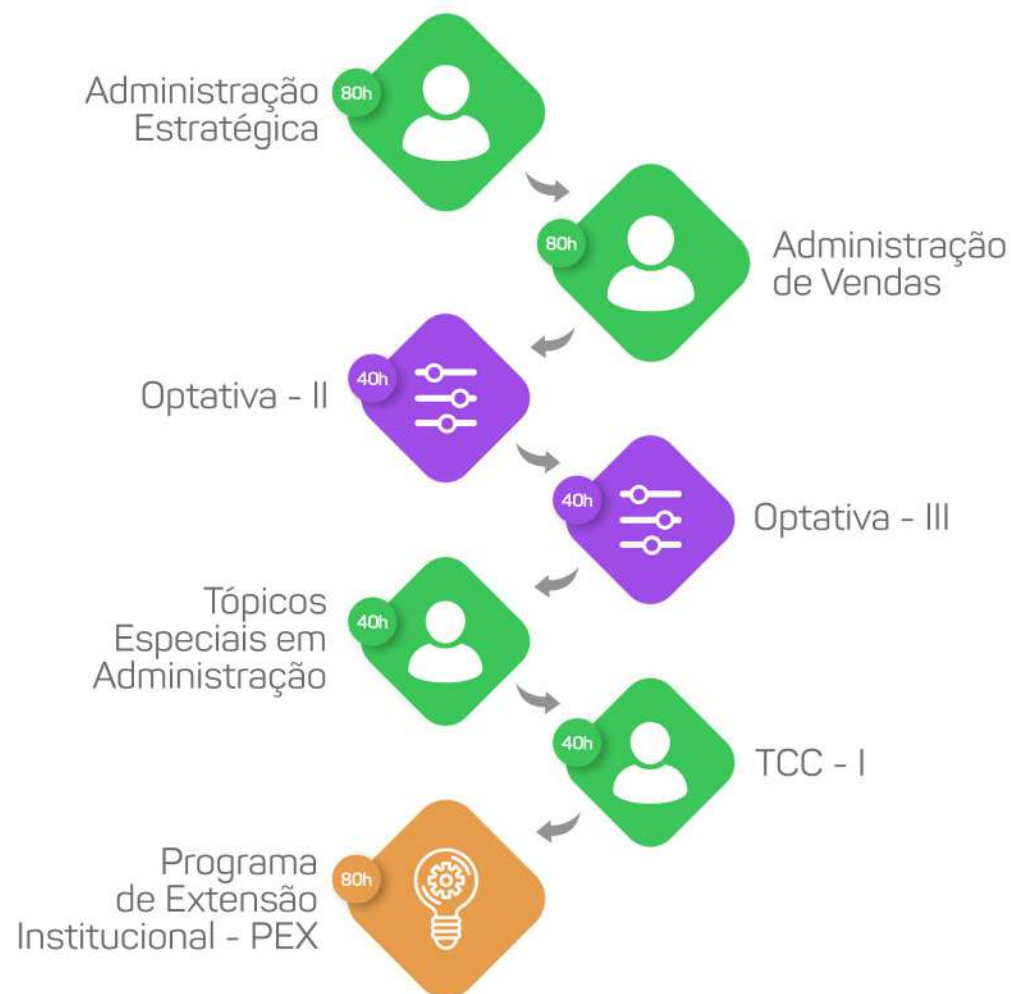 Administração
Estratégica
80h
80h
Administração
de Vendas
Optativa - II
40h
40h
Optativa - III
Tópicos
Especiais em
Administração
40h
40h
TCC - I
Programa
de Extensão
Institucional - PEX
80h